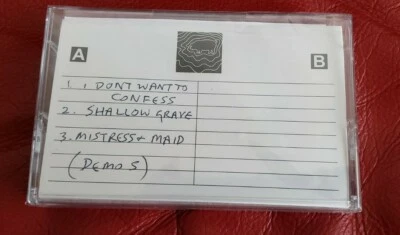 A B
1. I DONT WANT TO
CONFESS
2. SHALLOW GRAVE
3. MISTRESS & MAID
(DEMOS)